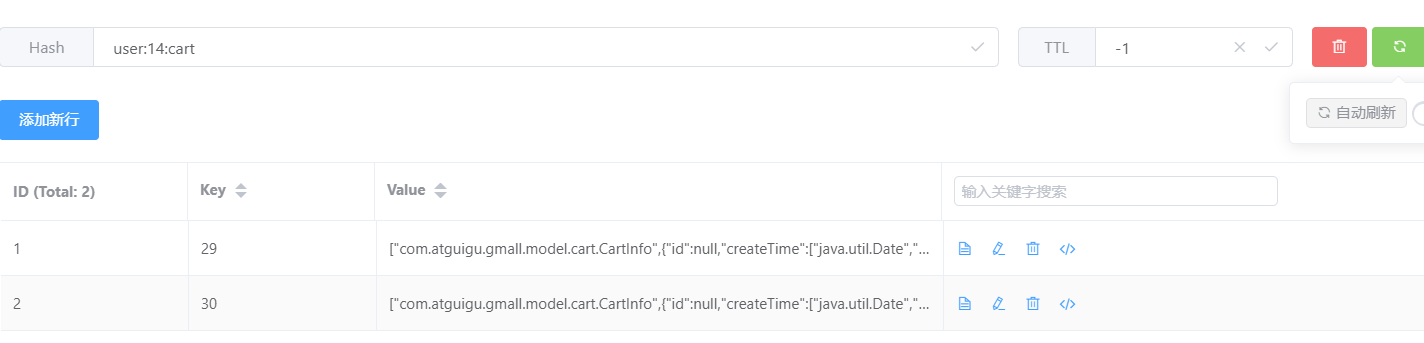 Hash user:14:cart TTL -1
添加新行 自动刷新
ID (Total: 2) Key Value 输入关键字搜索
1 29 ["com.atguigu.gmall.model.cart.CartInfo",{"id":null,"createTime":["java.util.Date","...
2 30 ["com.atguigu.gmall.model.cart.CartInfo",{"id":null,"createTime":["java.util.Date","...